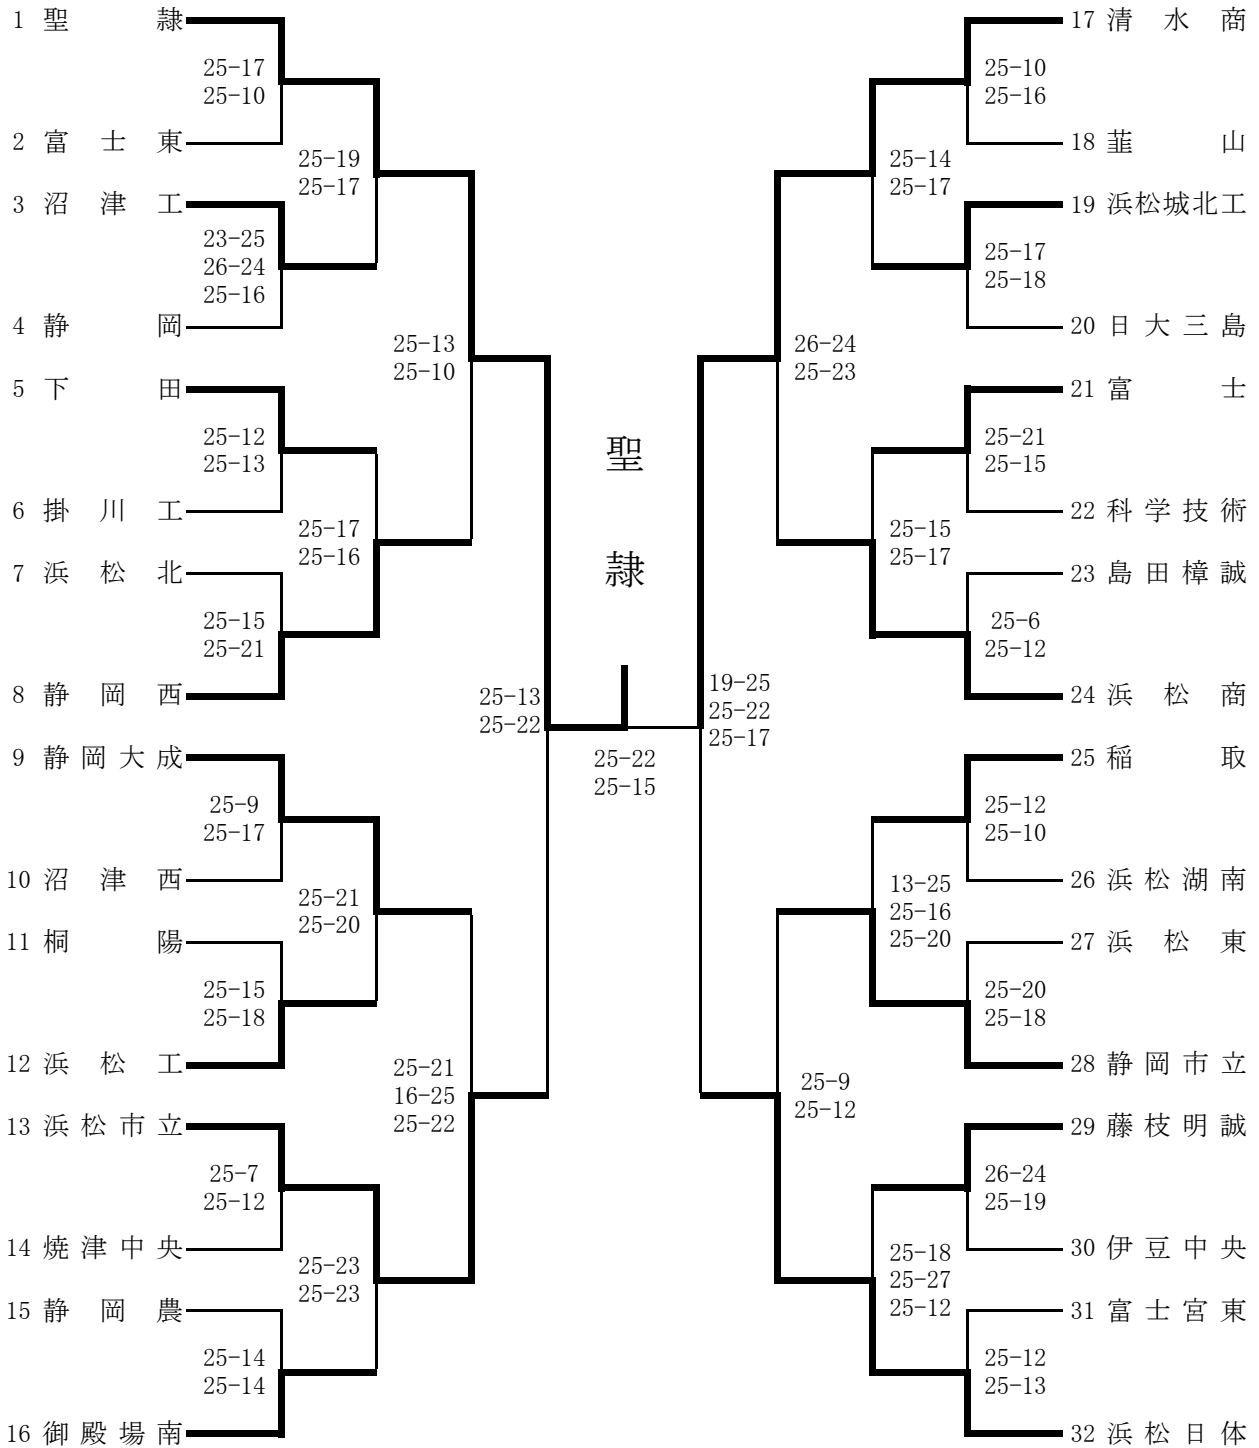 1 聖隷
25-17
25-10
2 富士東
25-19
25-17
3 沼津工
23-25
26-24
25-16
4 静岡
25-13
25-10
5 下田
25-12
25-13
6 掛川工
25-17
25-16
7 浜松北
25-15
25-21
8 静岡西
25-13
25-22
9 静岡大成
25-9
25-17
10 沼津西
25-21
25-20
11 桐陽
25-15
25-18
12 浜松工
25-21
16-25
25-22
13 浜松市立
25-7
25-12
14 焼津中央
25-23
25-23
15 静岡農
25-14
25-14
16 御殿場南
聖隷
25-22
25-15
17 清水商
25-10
25-16
18 韮山
25-14
25-17
19 浜松城北工
25-17
25-18
20 日大三島
26-24
25-23
21 富士
25-21
25-15
22 科学技術
25-15
25-17
23 島田樟誠
25-6
25-12
24 浜松商
19-25
25-22
25-17
25 稲取
25-12
25-10
26 浜松湖南
13-25
25-16
25-20
27 浜松東
25-20
25-18
28 静岡市立
25-9
25-12
29 藤枝明誠
26-24
25-19
30 伊豆中央
25-18
25-27
25-12
31 富士宮東
25-12
25-13
32 浜松日体